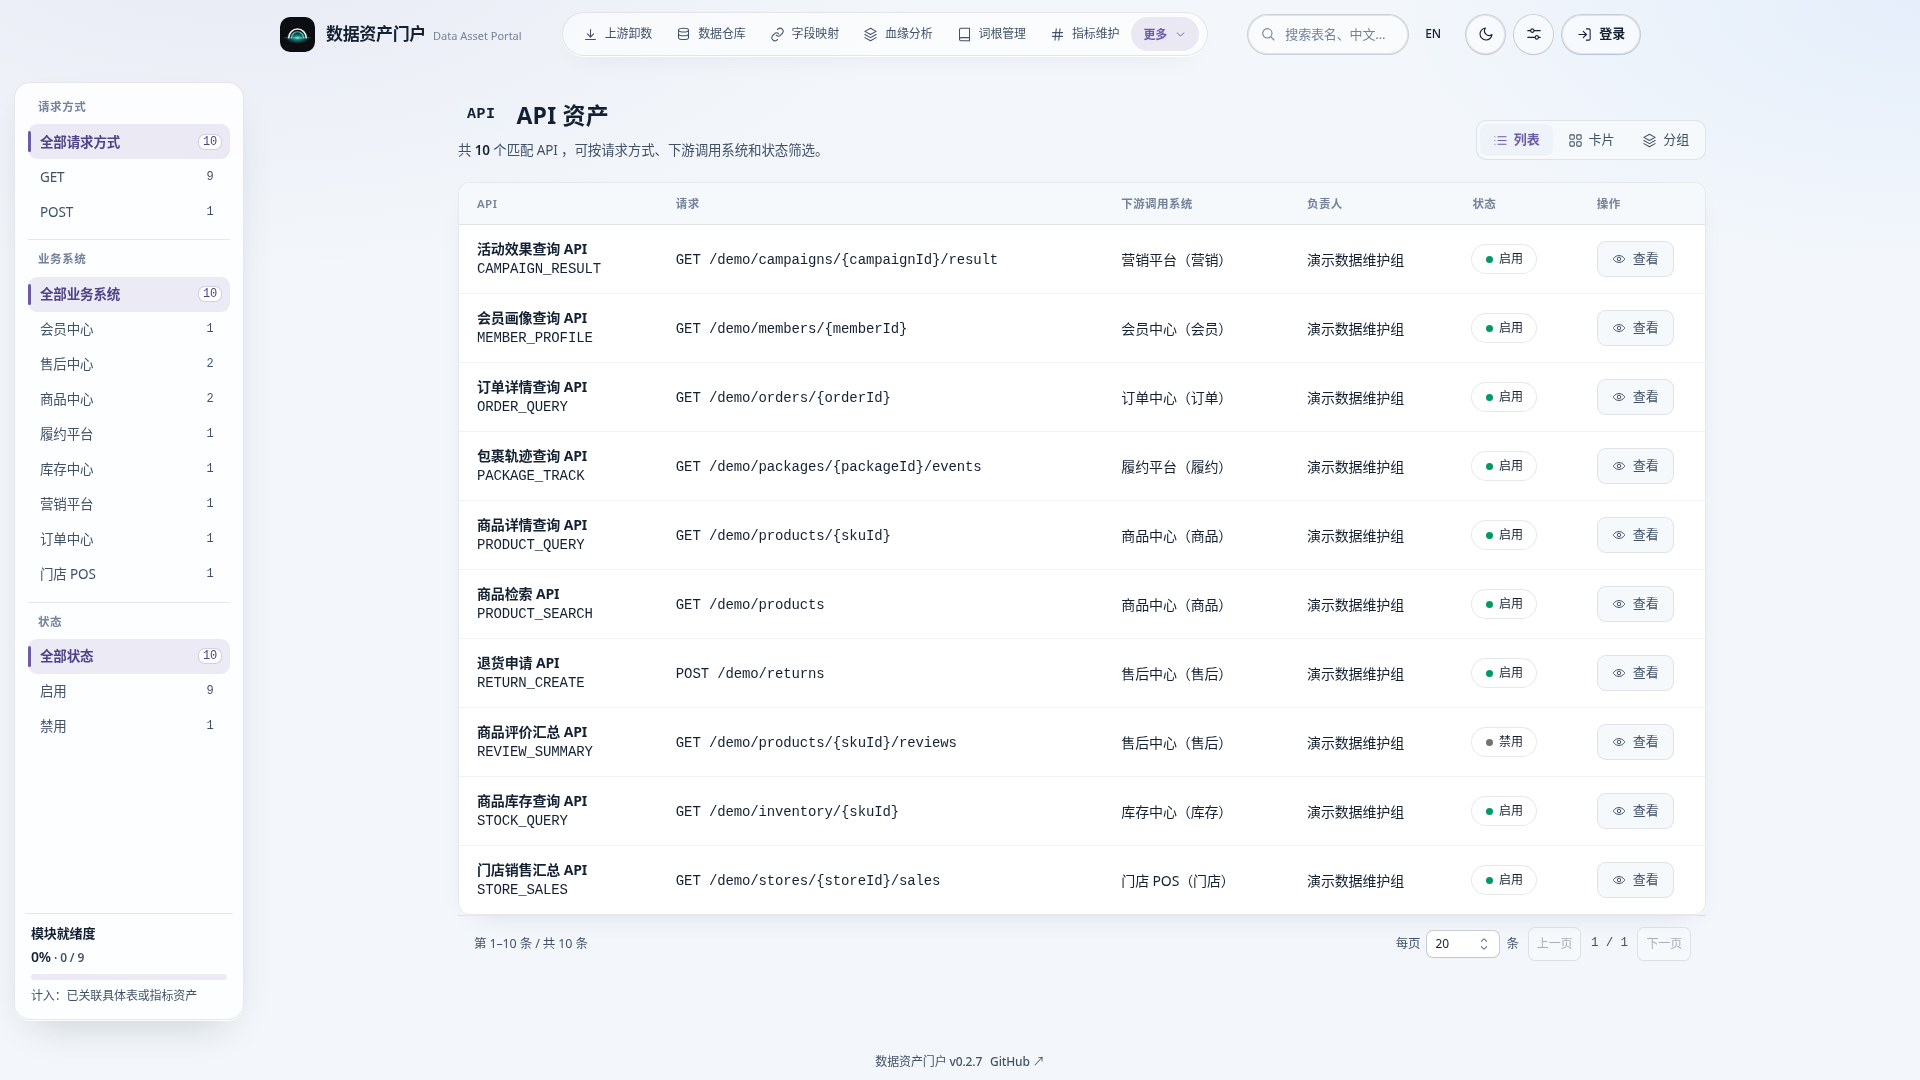 数据资产门户 Data Asset Portal
上游卸数 数据仓库 字段映射 血缘分析 词根管理 指标维护 更多
搜索表名、中文... EN 登录
请求方式
全部请求方式 10
GET 9
POST 1
业务系统
全部业务系统 10
会员中心 1
售后中心 2
商品中心 2
履约平台 1
库存中心 1
营销平台 1
订单中心 1
门店 POS 1
状态
全部状态 10
启用 9
禁用 1
模块就绪度
0% · 0 / 9
计入：已关联具体表或指标资产
API API 资产
共 10 个匹配 API ，可按请求方式、下游调用系统和状态筛选。
列表 卡片 分组
API 请求 下游调用系统 负责人 状态 操作
活动效果查询 API
CAMPAIGN_RESULT
GET /demo/campaigns/{campaignId}/result 营销平台（营销） 演示数据维护组 启用 查看
会员画像查询 API
MEMBER_PROFILE
GET /demo/members/{memberId} 会员中心（会员） 演示数据维护组 启用 查看
订单详情查询 API
ORDER_QUERY
GET /demo/orders/{orderId} 订单中心（订单） 演示数据维护组 启用 查看
包裹轨迹查询 API
PACKAGE_TRACK
GET /demo/packages/{packageId}/events 履约平台（履约） 演示数据维护组 启用 查看
商品详情查询 API
PRODUCT_QUERY
GET /demo/products/{skuId} 商品中心（商品） 演示数据维护组 启用 查看
商品检索 API
PRODUCT_SEARCH
GET /demo/products 商品中心（商品） 演示数据维护组 启用 查看
退货申请 API
RETURN_CREATE
POST /demo/returns 售后中心（售后） 演示数据维护组 启用 查看
商品评价汇总 API
REVIEW_SUMMARY
GET /demo/products/{skuId}/reviews 售后中心（售后） 演示数据维护组 禁用 查看
商品库存查询 API
STOCK_QUERY
GET /demo/inventory/{skuId} 库存中心（库存） 演示数据维护组 启用 查看
门店销售汇总 API
STORE_SALES
GET /demo/stores/{storeId}/sales 门店 POS（门店） 演示数据维护组 启用 查看
第 1–10 条 / 共 10 条 每页 20 条 上一页 1 / 1 下一页
数据资产门户 v0.2.7 GitHub ↗